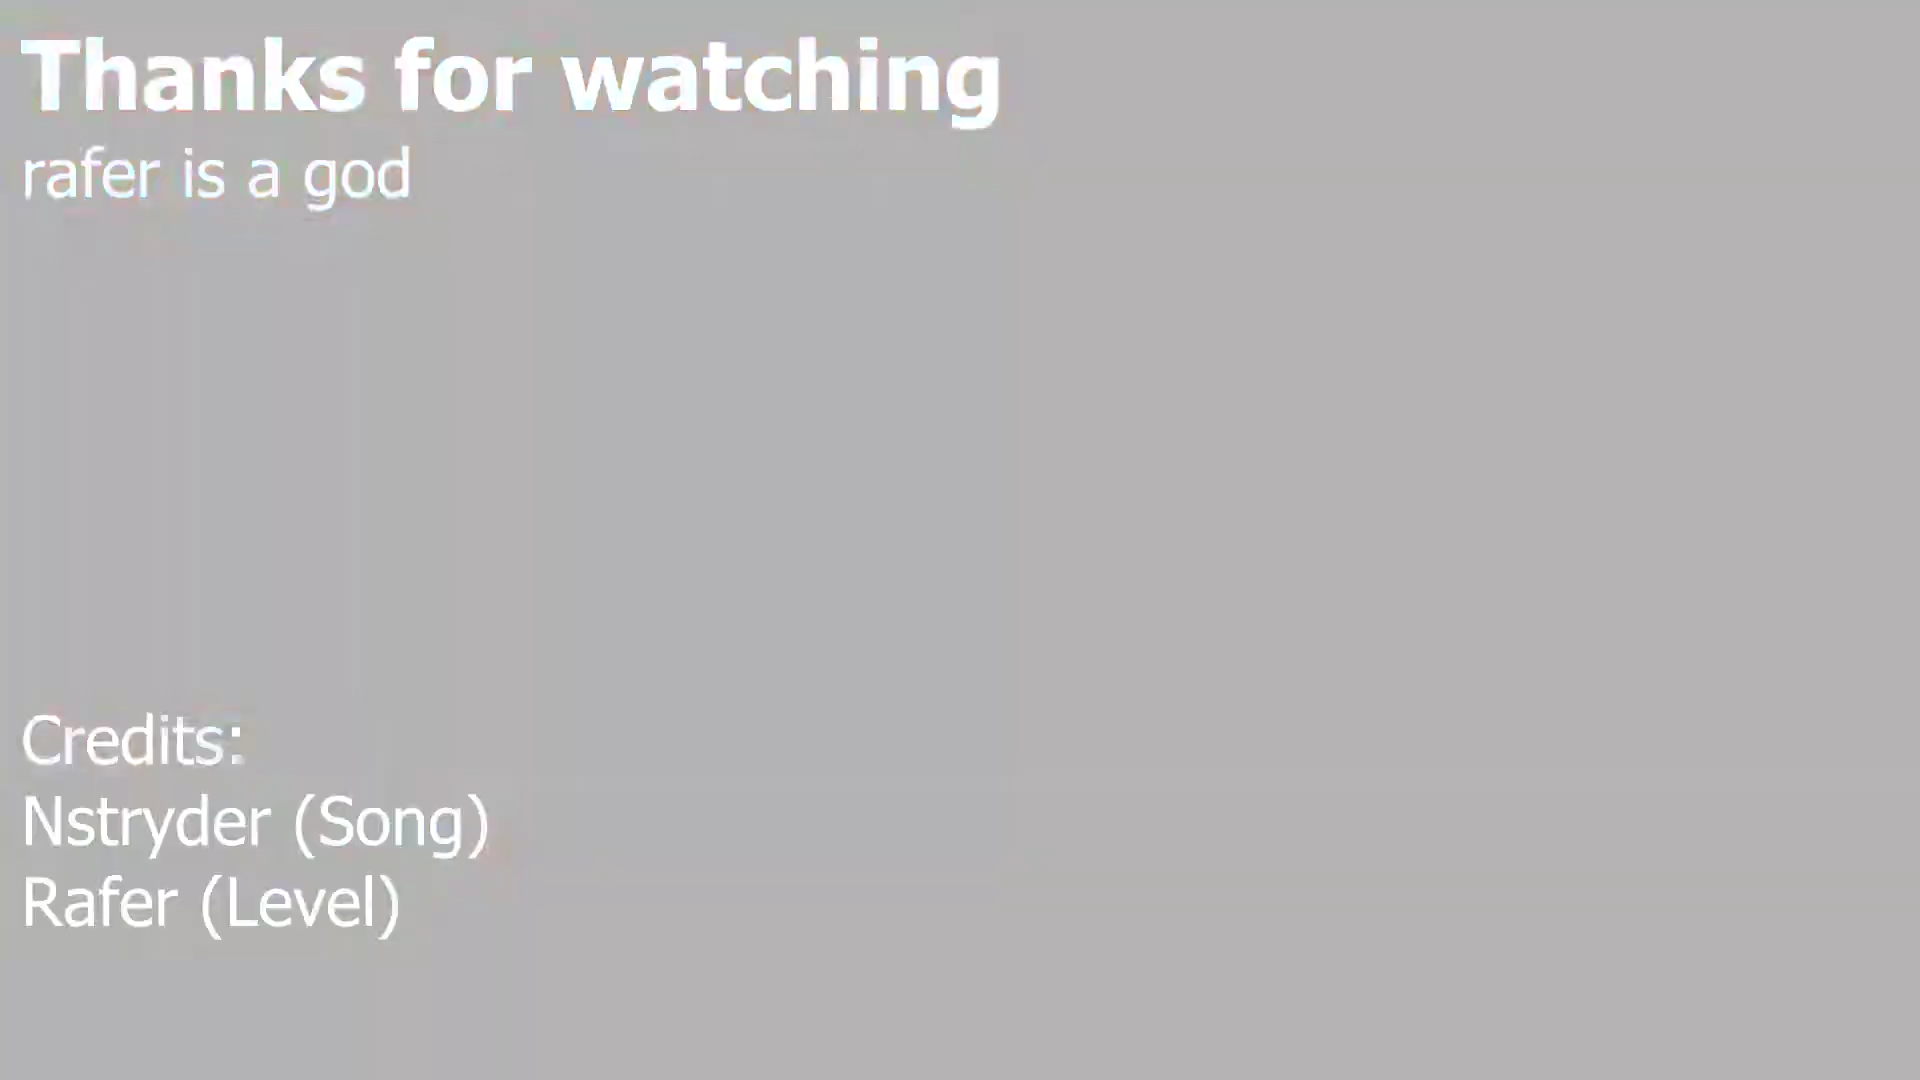 Thanks for watching
rafer is a god
Credits:
Nstryder (Song)
Rafer (Level)